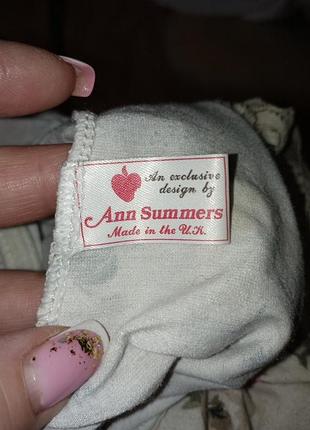 An exclusive
design by
Ann Summers
Made in the U.K.